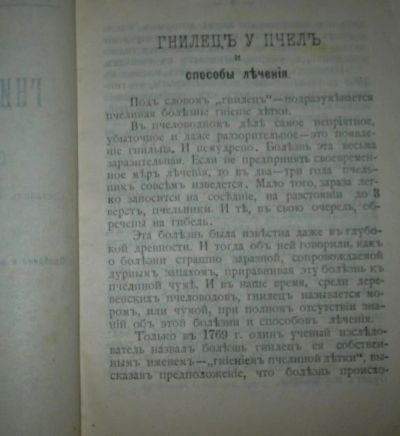 ГНИЛЕЦЪ У ПЧЕЛЪ
и
способы лѣченія
Подъ словомъ „гнилецъ“—подразумѣвается
пчелиная болѣзнь: гніеніе дѣтки.
Въ пчеловодномъ дѣлѣ самое непріятное,
убыточное и даже раззорительное—это появле-
ніе гнильца. И немудрено. Болѣзнь эта весьма
заразительная. Если не предпринять своевремен-
ное мѣръ лѣченія, то въ два—три года пчель-
никъ совсѣмъ изведется. Мало того, зараза лег-
ко заносится на сосѣдніе, на разстояніи до 3
верстъ, пчельники. И тѣ, въ свою очередь, об-
речены на гибель.
Эта болѣзнь была извѣстна даже въ глубо-
кой древности. И тогда объ ней говорили, какъ
о болѣзни страшно заразной, сопровождаемой
дурнымъ запахомъ, приравнивая эту болѣзнь къ
пчелиной чумѣ. И въ наше время, среди де-
ревенскихъ пчеловодовъ, гнилецъ называется мо-
ромъ, или чумой, при полномъ отсутствіи зна-
ній объ этой болѣзни и способовъ лѣченія.
Только въ 1769 г. одинъ ученый изслѣдо-
ватель назвалъ болѣзнь гнилецъ ея собствен-
нымъ именемъ—„гніеніемъ пчелиной дѣтки“, вы-
сказавъ предположеніе, что болѣзнь происхо-